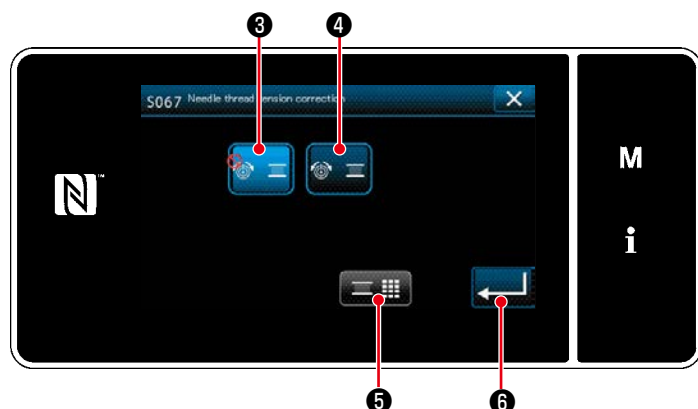 ❸ ❹
S067 Needle thread tension correction
M
i
❺ ❻